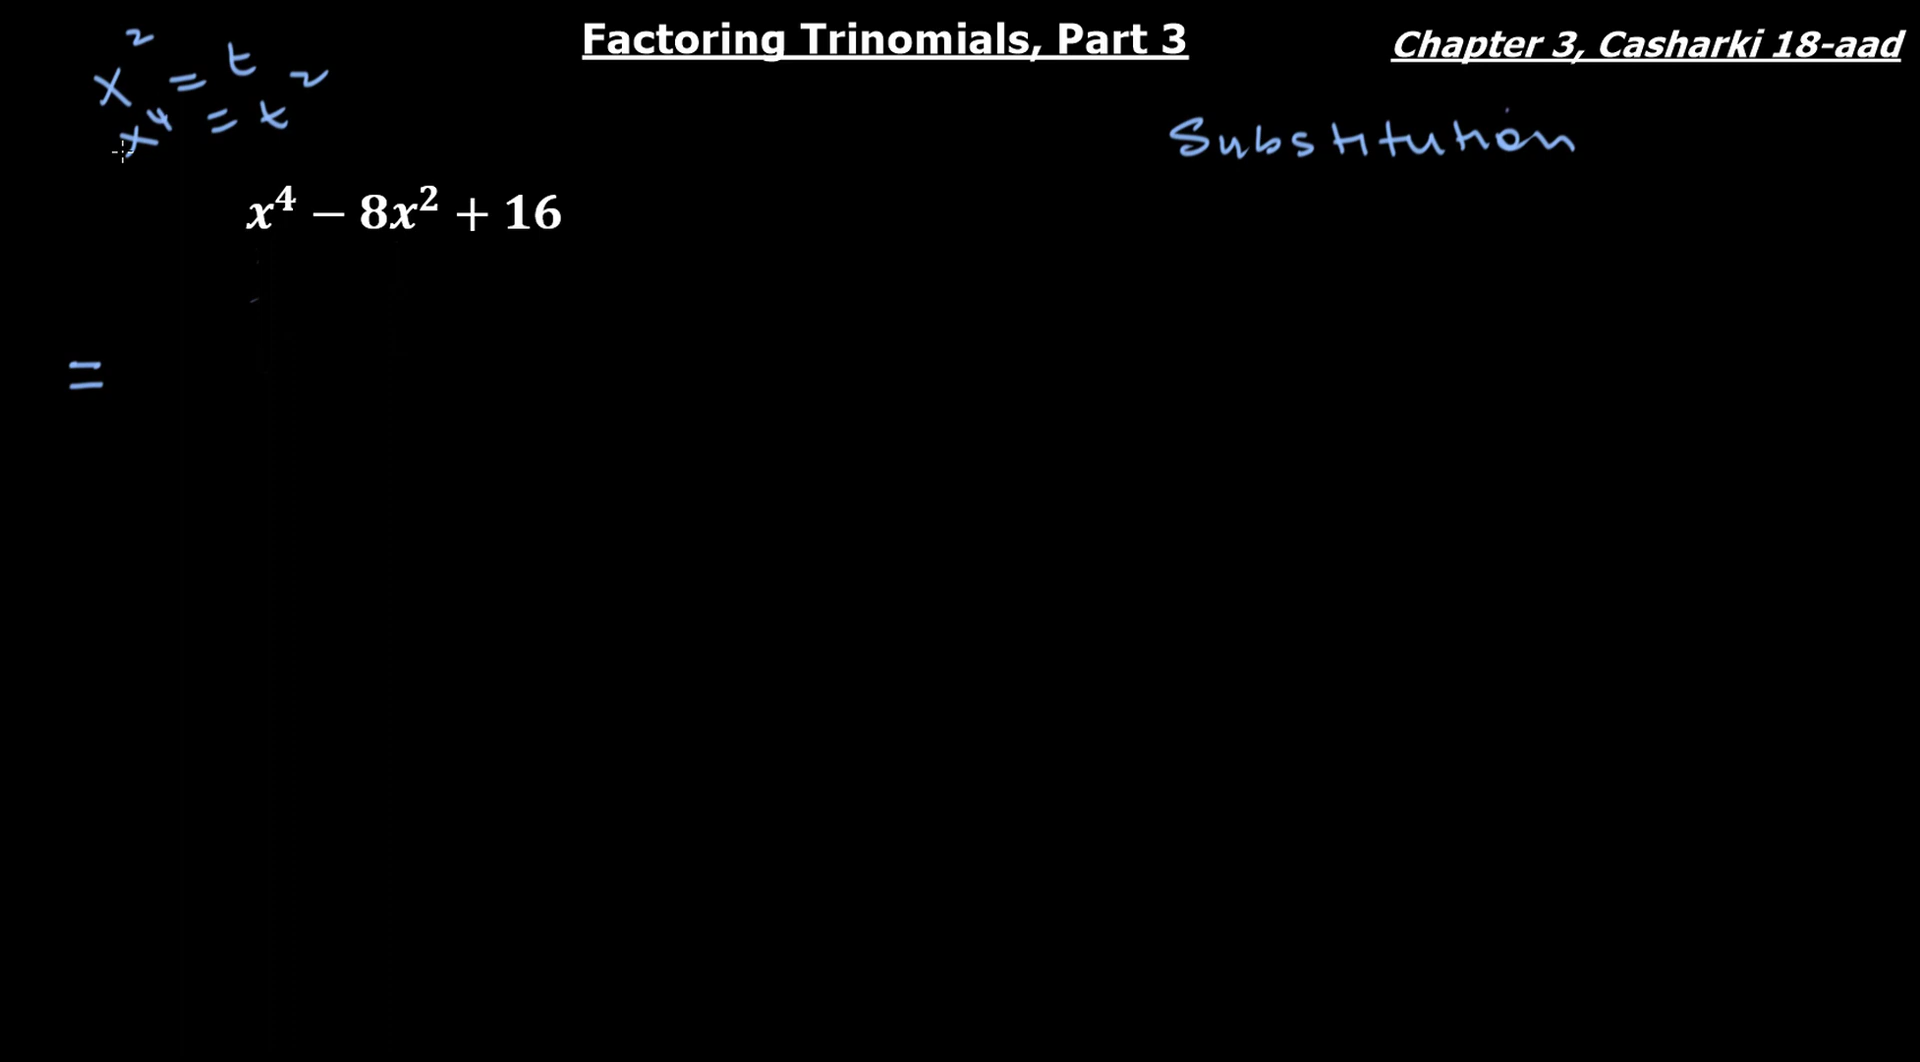 Factoring Trinomials, Part 3
Chapter 3, Casharki 18-aad
x² = t
x⁴ = t²
Substitution
x⁴ − 8x² + 16
=